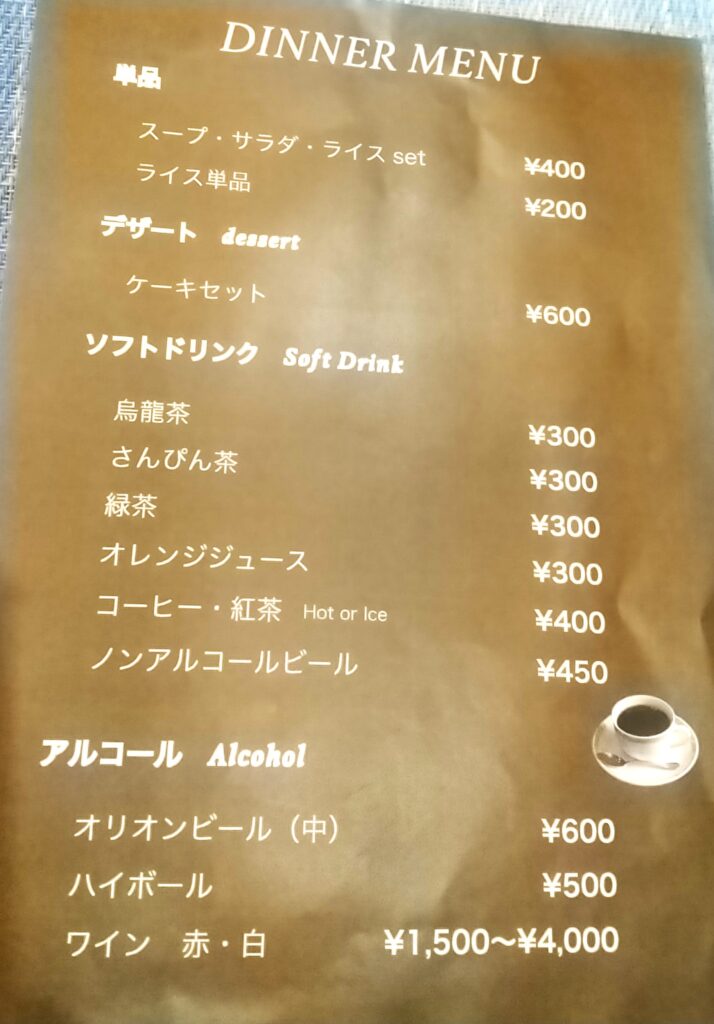 DINNER MENU
単品
スープ・サラダ・ライス set ¥400
ライス単品 ¥200
デザート dessert
ケーキセット ¥600
ソフトドリンク Soft Drink
烏龍茶 ¥300
さんぴん茶 ¥300
緑茶 ¥300
オレンジジュース ¥300
コーヒー・紅茶 Hot or Ice ¥400
ノンアルコールビール ¥450
アルコール Alcohol
オリオンビール（中） ¥600
ハイボール ¥500
ワイン 赤・白 ¥1,500〜¥4,000